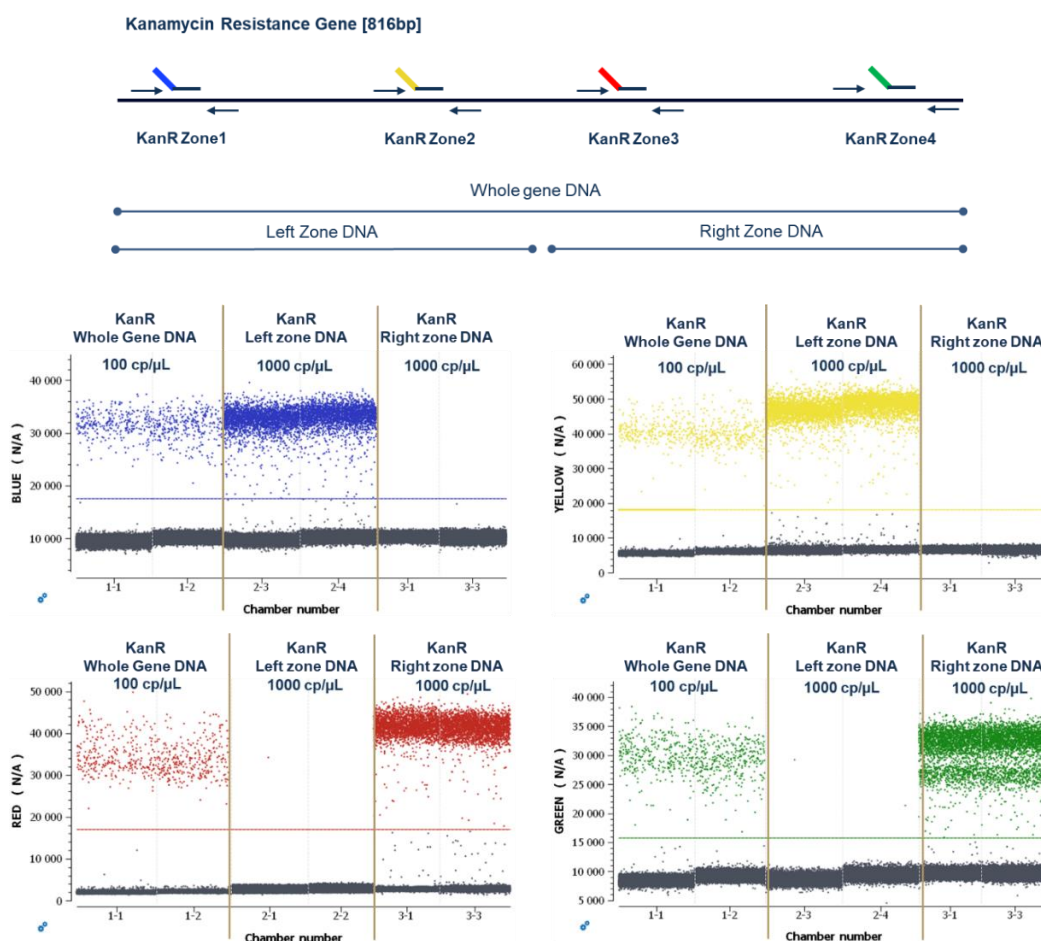 Kanamycin Resistance Gene [816bp]
KanR Zone1
KanR Zone2
KanR Zone3
KanR Zone4
Whole gene DNA
Left Zone DNA
Right Zone DNA
KanR
Whole Gene DNA
100 cp/µL
KanR
Left zone DNA
1000 cp/µL
KanR
Right zone DNA
1000 cp/µL
BLUE ( N/A )
40 000
30 000
20 000
10 000
1-1
1-2
2-3
2-4
3-1
3-3
Chamber number
KanR
Whole Gene DNA
100 cp/µL
KanR
Left zone DNA
1000 cp/µL
KanR
Right zone DNA
1000 cp/µL
YELLOW ( N/A )
60 000
50 000
40 000
30 000
20 000
10 000
0
1-1
1-2
2-3
2-4
3-1
3-3
Chamber number
KanR
Whole Gene DNA
100 cp/µL
KanR
Left zone DNA
1000 cp/µL
KanR
Right zone DNA
1000 cp/µL
RED ( N/A )
50 000
40 000
30 000
20 000
10 000
0
1-1
1-2
2-1
2-2
3-1
3-3
Chamber number
KanR
Whole Gene DNA
100 cp/µL
KanR
Left zone DNA
1000 cp/µL
KanR
Right zone DNA
1000 cp/µL
GREEN ( N/A )
40 000
35 000
30 000
25 000
20 000
15 000
10 000
5 000
1-1
1-2
2-3
2-4
3-1
3-3
Chamber number